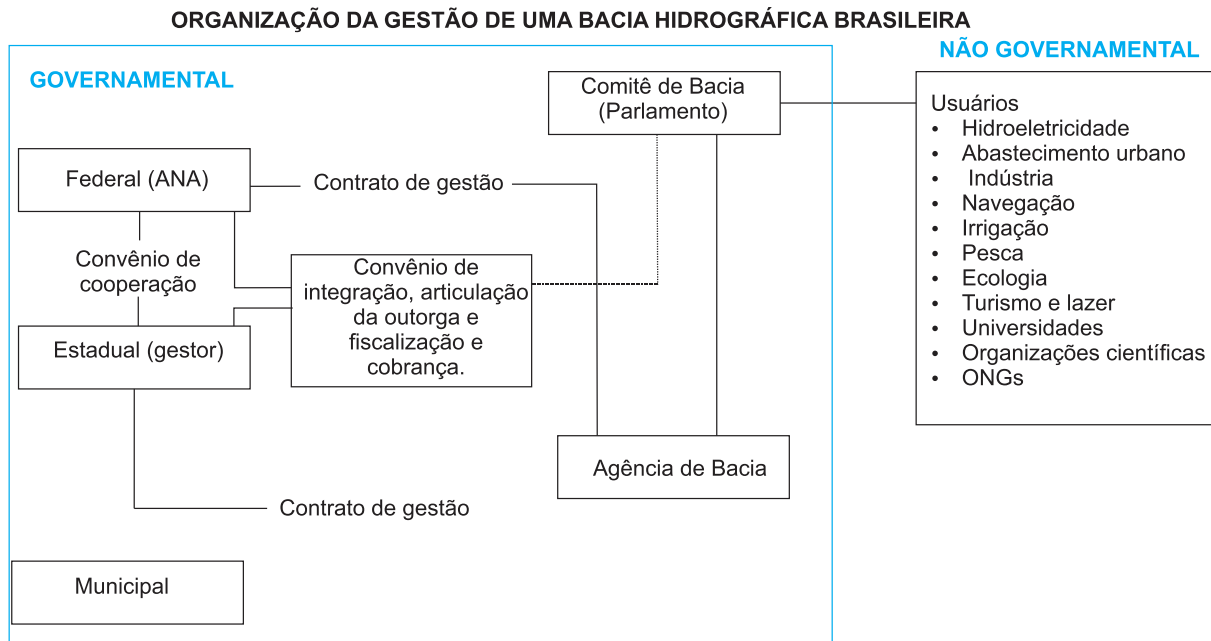 ORGANIZAÇÃO DA GESTÃO DE UMA BACIA HIDROGRÁFICA BRASILEIRA
GOVERNAMENTAL
NÃO GOVERNAMENTAL
Comitê de Bacia
(Parlamento)
Federal (ANA)
Contrato de gestão
Convênio de
cooperação
Convênio de
integração, articulação
da outorga e
fiscalização e
cobrança.
Estadual (gestor)
Agência de Bacia
Contrato de gestão
Municipal
Usuários
• Hidroeletricidade
• Abastecimento urbano
• Indústria
• Navegação
• Irrigação
• Pesca
• Ecologia
• Turismo e lazer
• Universidades
• Organizações científicas
• ONGs